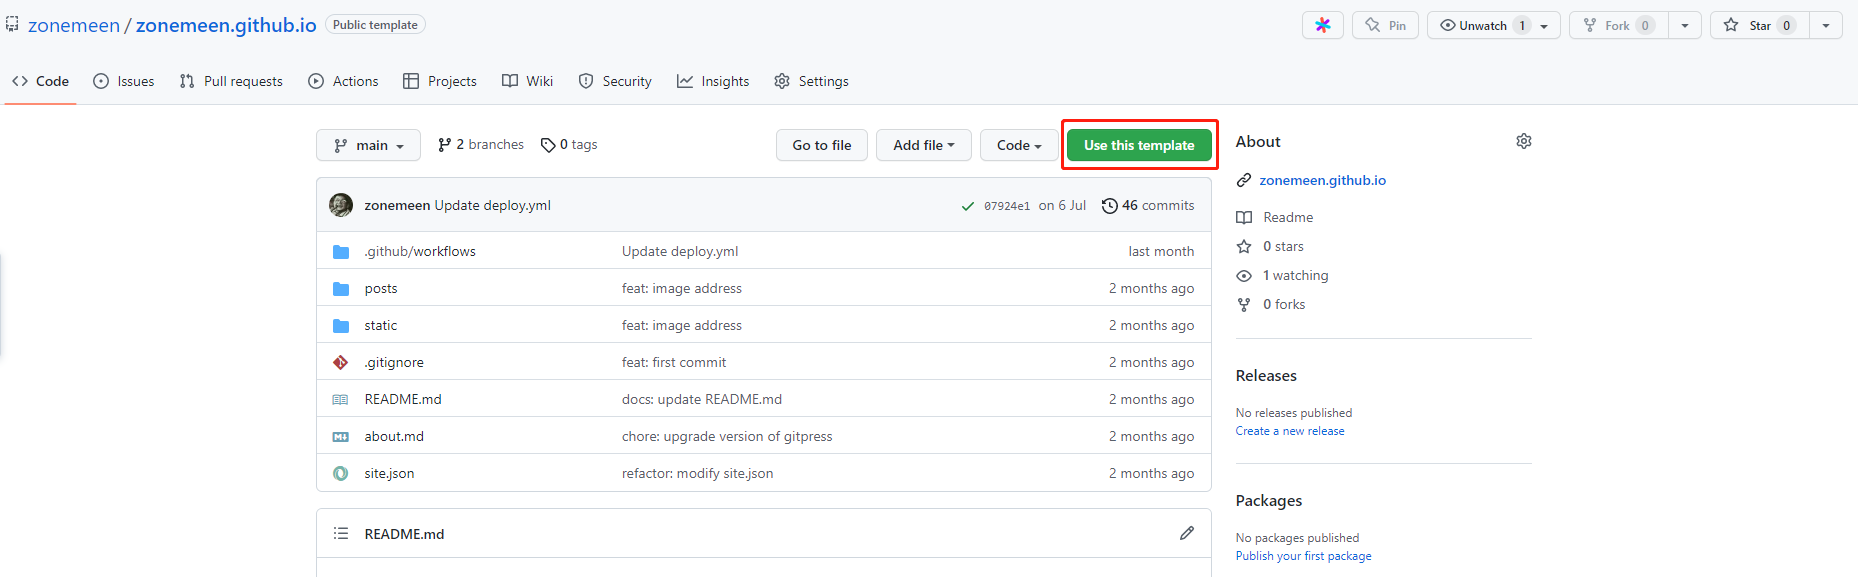 zonemeen / zonemeen.github.io Public template
Pin Unwatch 1 Fork 0 Star 0
Code Issues Pull requests Actions Projects Wiki Security Insights Settings
main 2 branches 0 tags Go to file Add file Code Use this template
zonemeen Update deploy.yml 07924e1 on 6 Jul 46 commits
.github/workflows Update deploy.yml last month
posts feat: image address 2 months ago
static feat: image address 2 months ago
.gitignore feat: first commit 2 months ago
README.md docs: update README.md 2 months ago
about.md chore: upgrade version of gitpress 2 months ago
site.json refactor: modify site.json 2 months ago
README.md
About
zonemeen.github.io
Readme
0 stars
1 watching
0 forks
Releases
No releases published
Create a new release
Packages
No packages published
Publish your first package